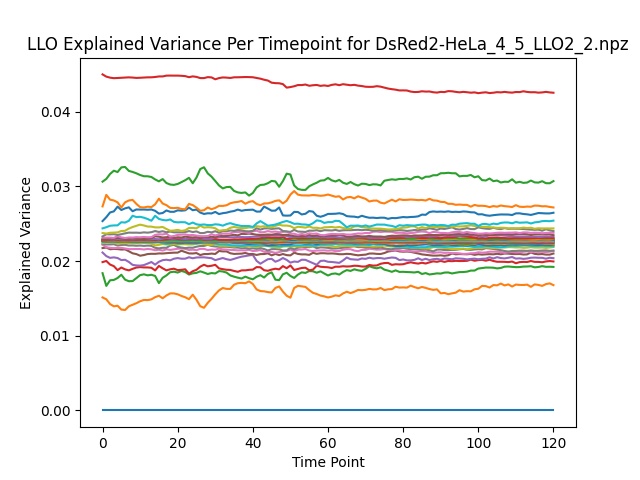 LLO Explained Variance Per Timepoint for DsRed2-HeLa_4_5_LLO2_2.npz
Explained Variance
0.04
0.03
0.02
0.01
0.00
0 20 40 60 80 100 120
Time Point